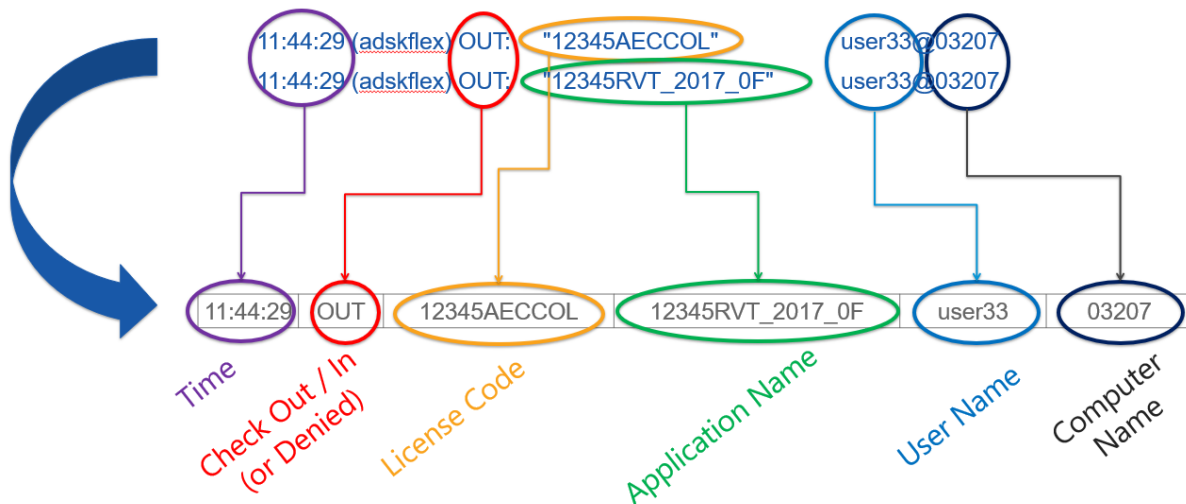 11:44:29 (adskflex) OUT: "12345AECCOL" user33@03207
11:44:29 (adskflex) OUT: "12345RVT_2017_0F" user33@03207
11:44:29 OUT 12345AECCOL 12345RVT_2017_0F user33 03207
Time
Check Out / In
(or Denied)
License Code
Application Name
User Name
Computer
Name